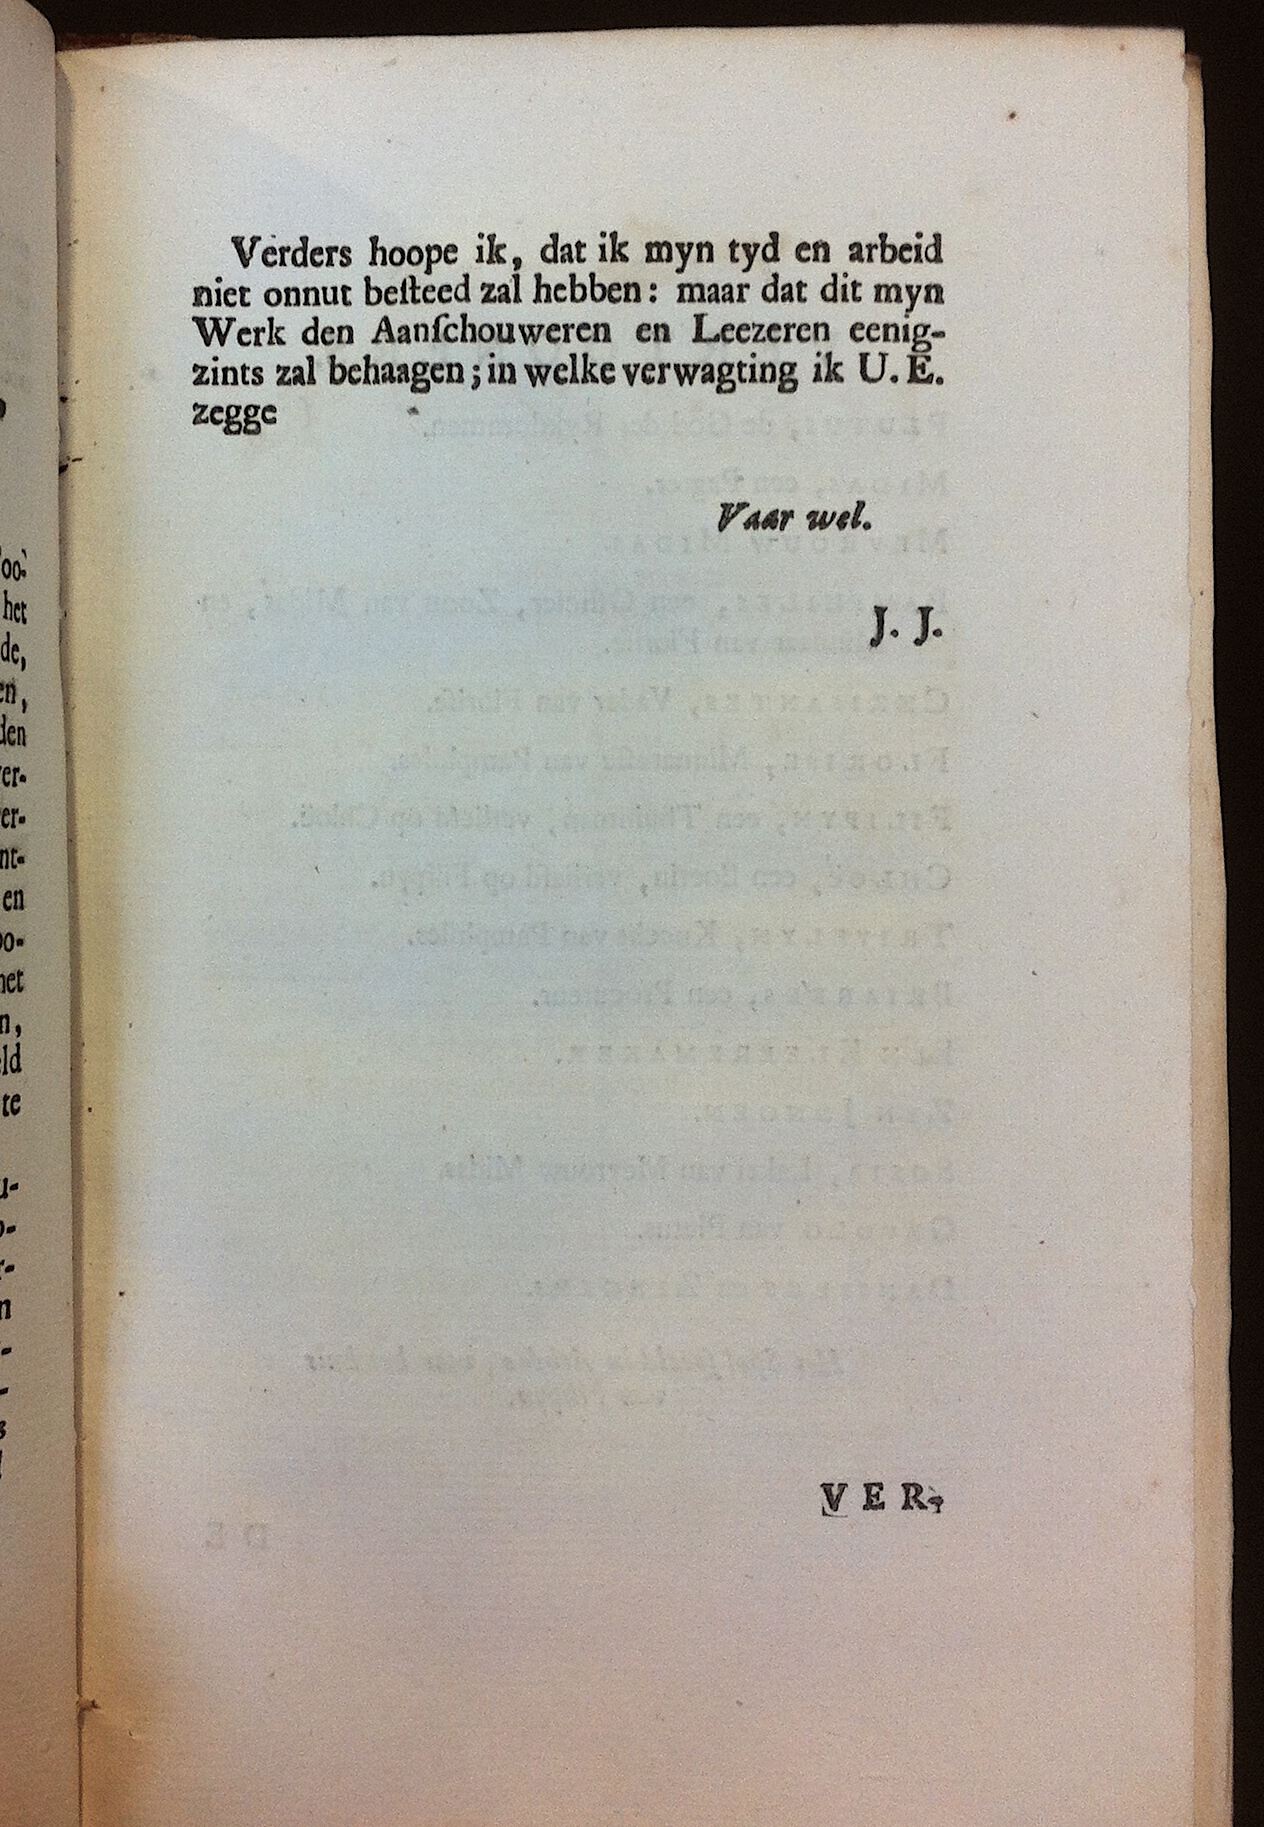 Verders hoope ik, dat ik myn tyd en arbeid
niet onnut beſteed zal hebben: maar dat dit myn
Werk den Aanſchouweren en Leezeren eenig-
zints zal behaagen; in welke verwagting ik U. E.
zegge
Vaar wel.
J. J.
VER-